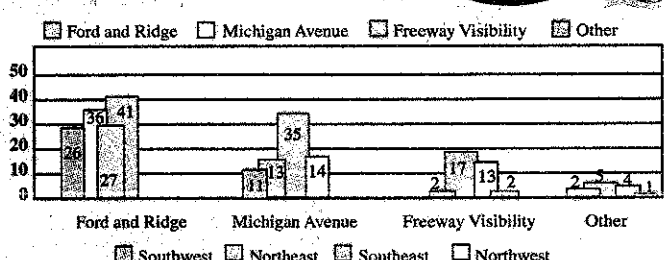 Ford and Ridge Michigan Avenue Freeway Visibility Other
50
40
30
20
10
0
26 36 27 41
11 13 35 14
2 17 13 2
2 5 4 1
Ford and Ridge Michigan Avenue Freeway Visibility Other
Southwest Northeast Southeast Northwest